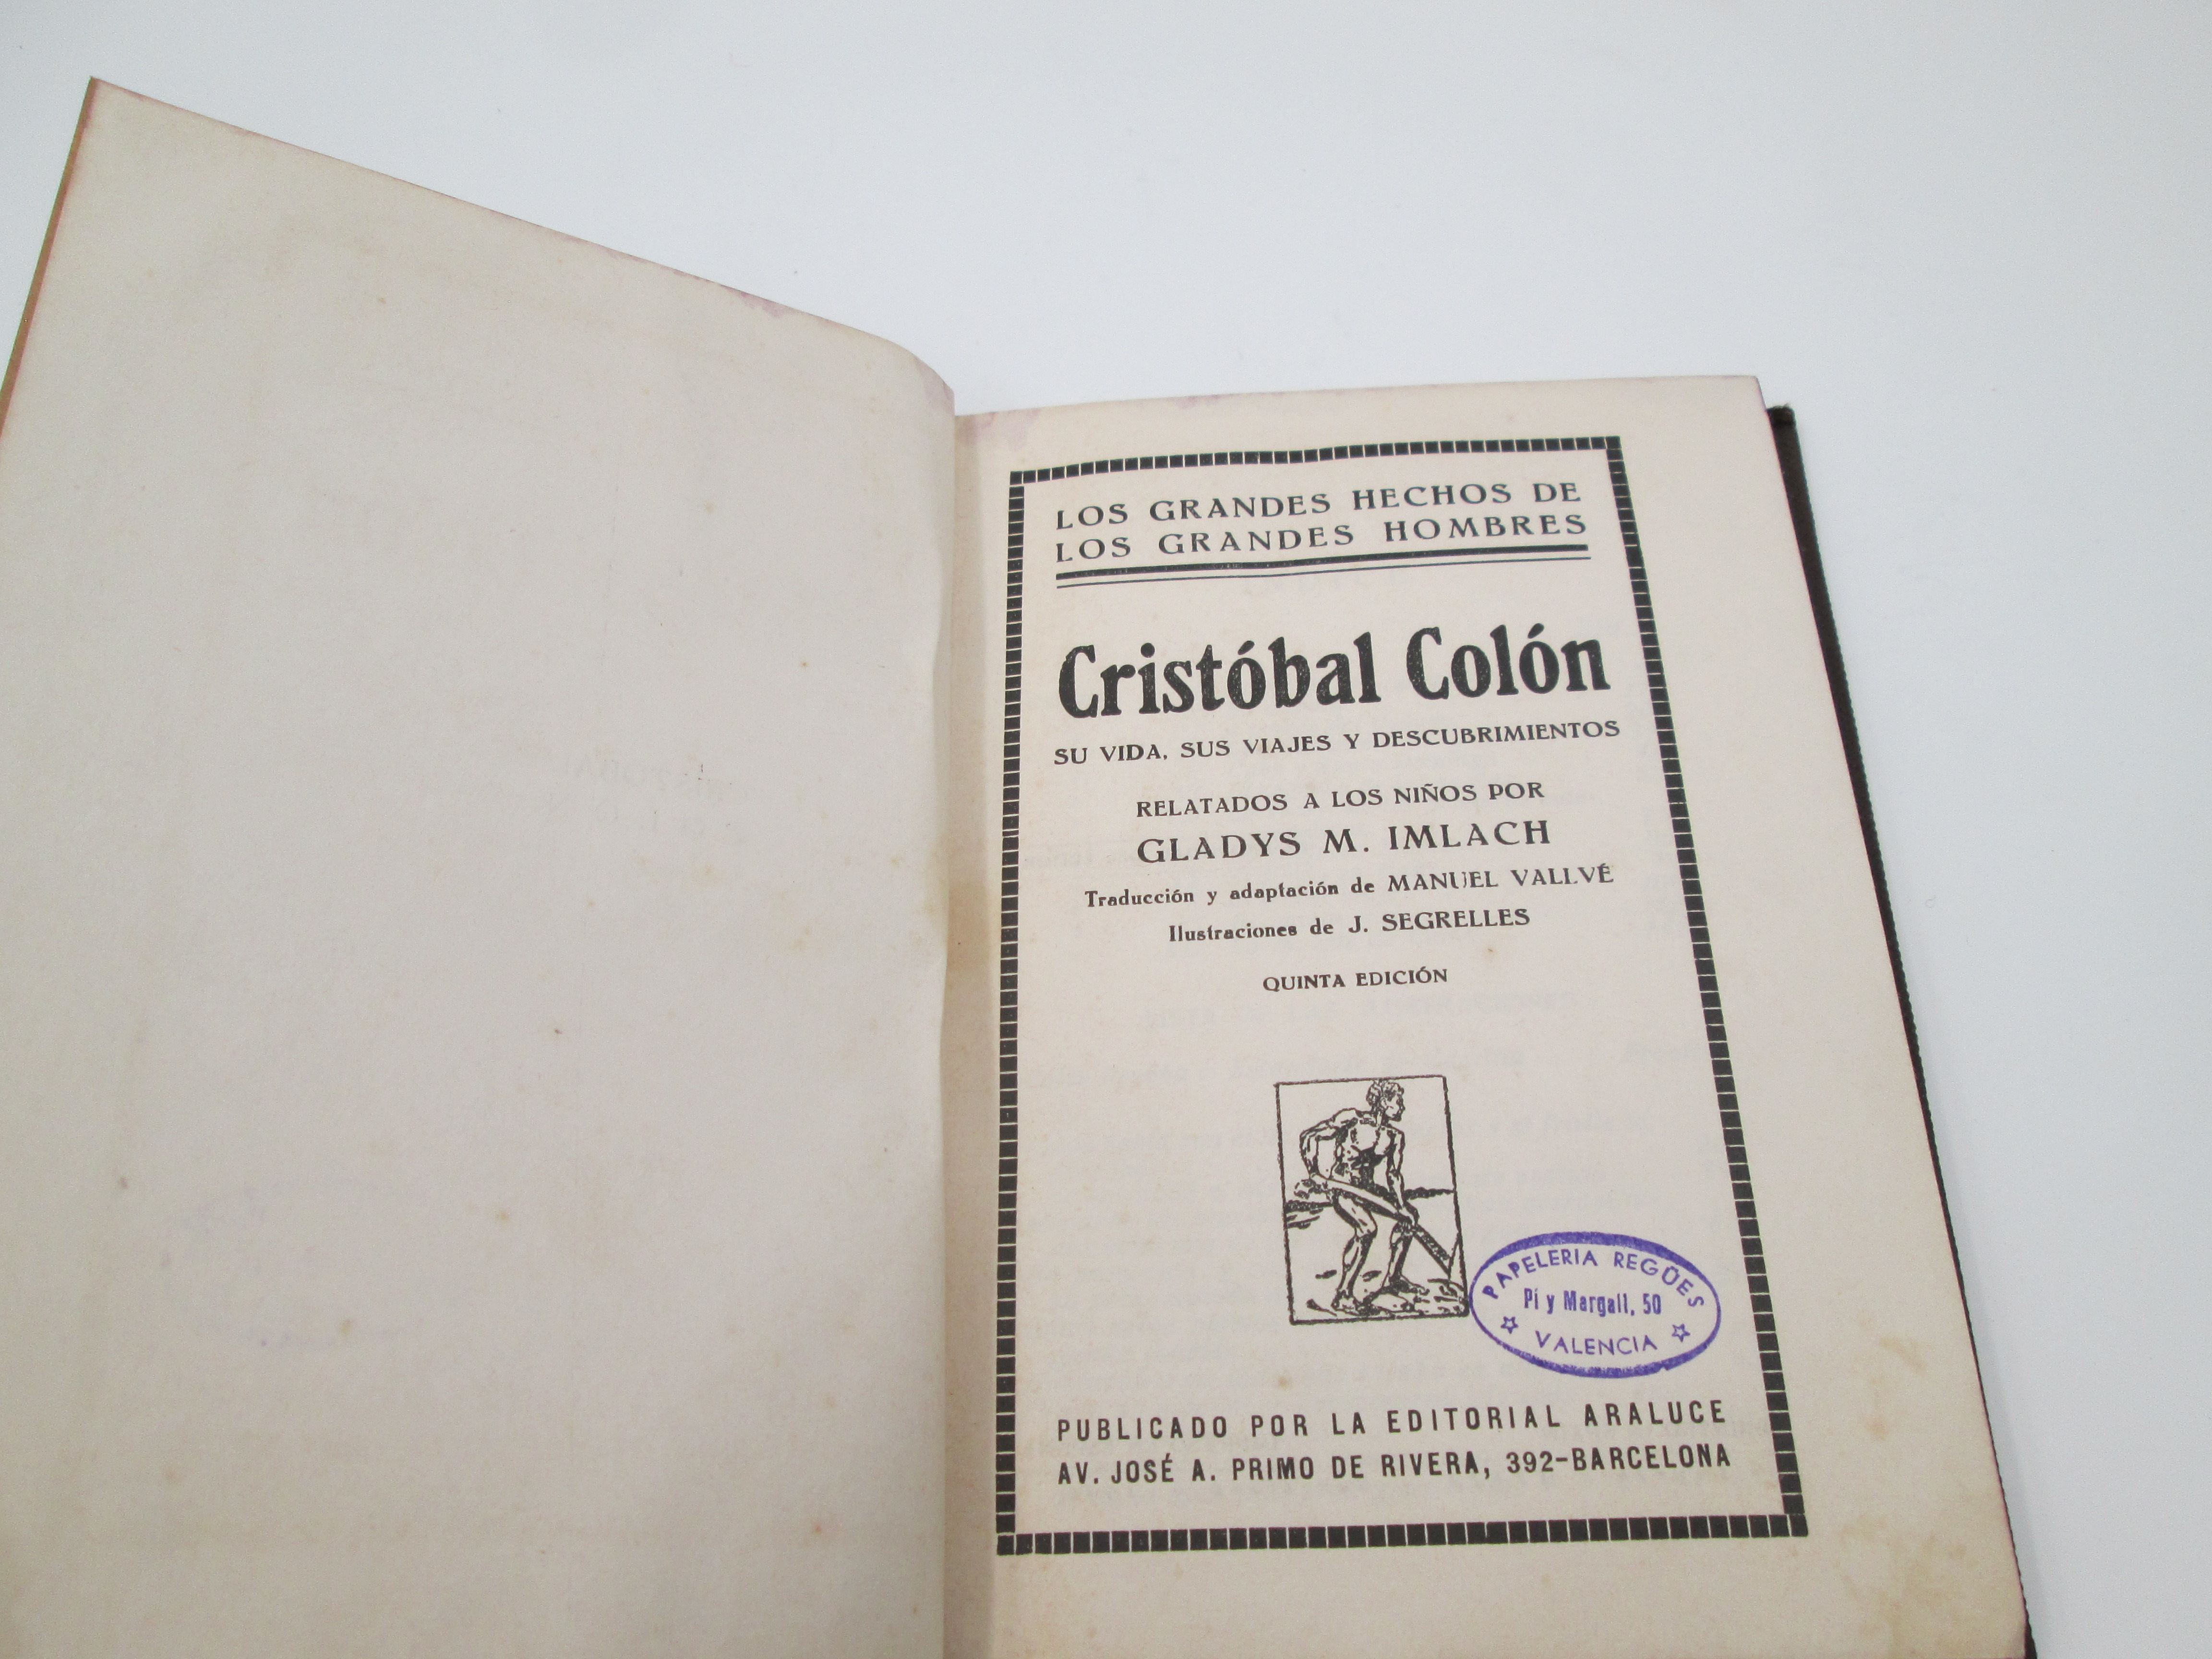 LOS GRANDES HECHOS DE
LOS GRANDES HOMBRES
Cristóbal Colón
SU VIDA, SUS VIAJES Y DESCUBRIMIENTOS
RELATADOS A LOS NIÑOS POR
GLADYS M. IMLACH
Traducción y adaptación de MANUEL VALLVÉ
Ilustraciones de J. SEGRELLES
QUINTA EDICIÓN
PAPELERIA REGÜES
Pi y Margall, 50
VALENCIA
PUBLICADO POR LA EDITORIAL ARALUCE
AV. JOSÉ A. PRIMO DE RIVERA, 392-BARCELONA